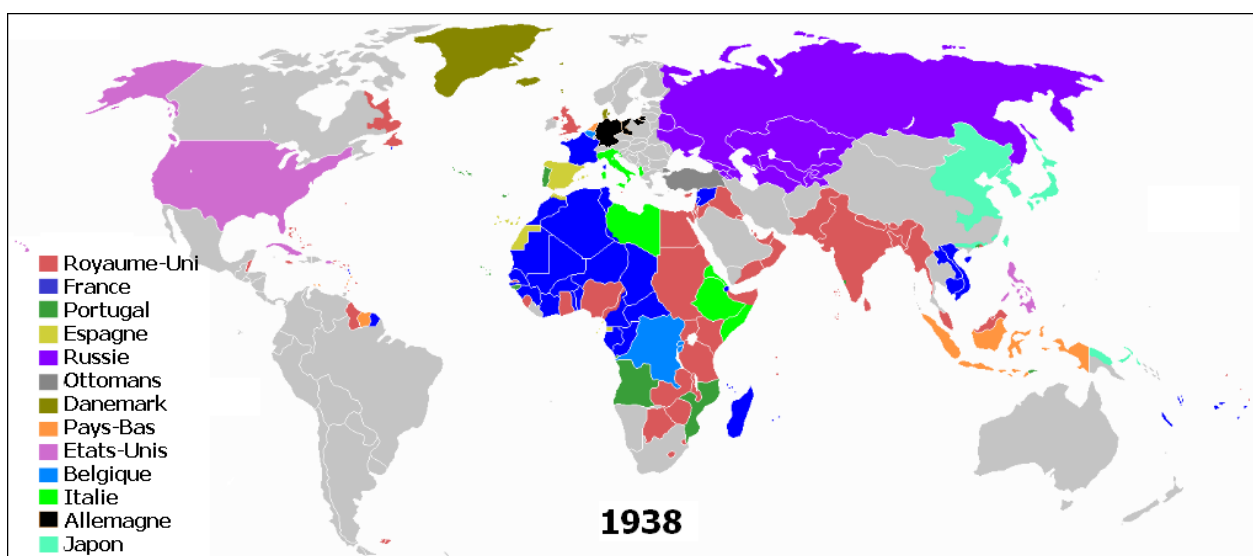 Royaume-Uni
France
Portugal
Espagne
Russie
Ottomans
Danemark
Pays-Bas
Etats-Unis
Belgique
Italie
Allemagne
Japon
1938